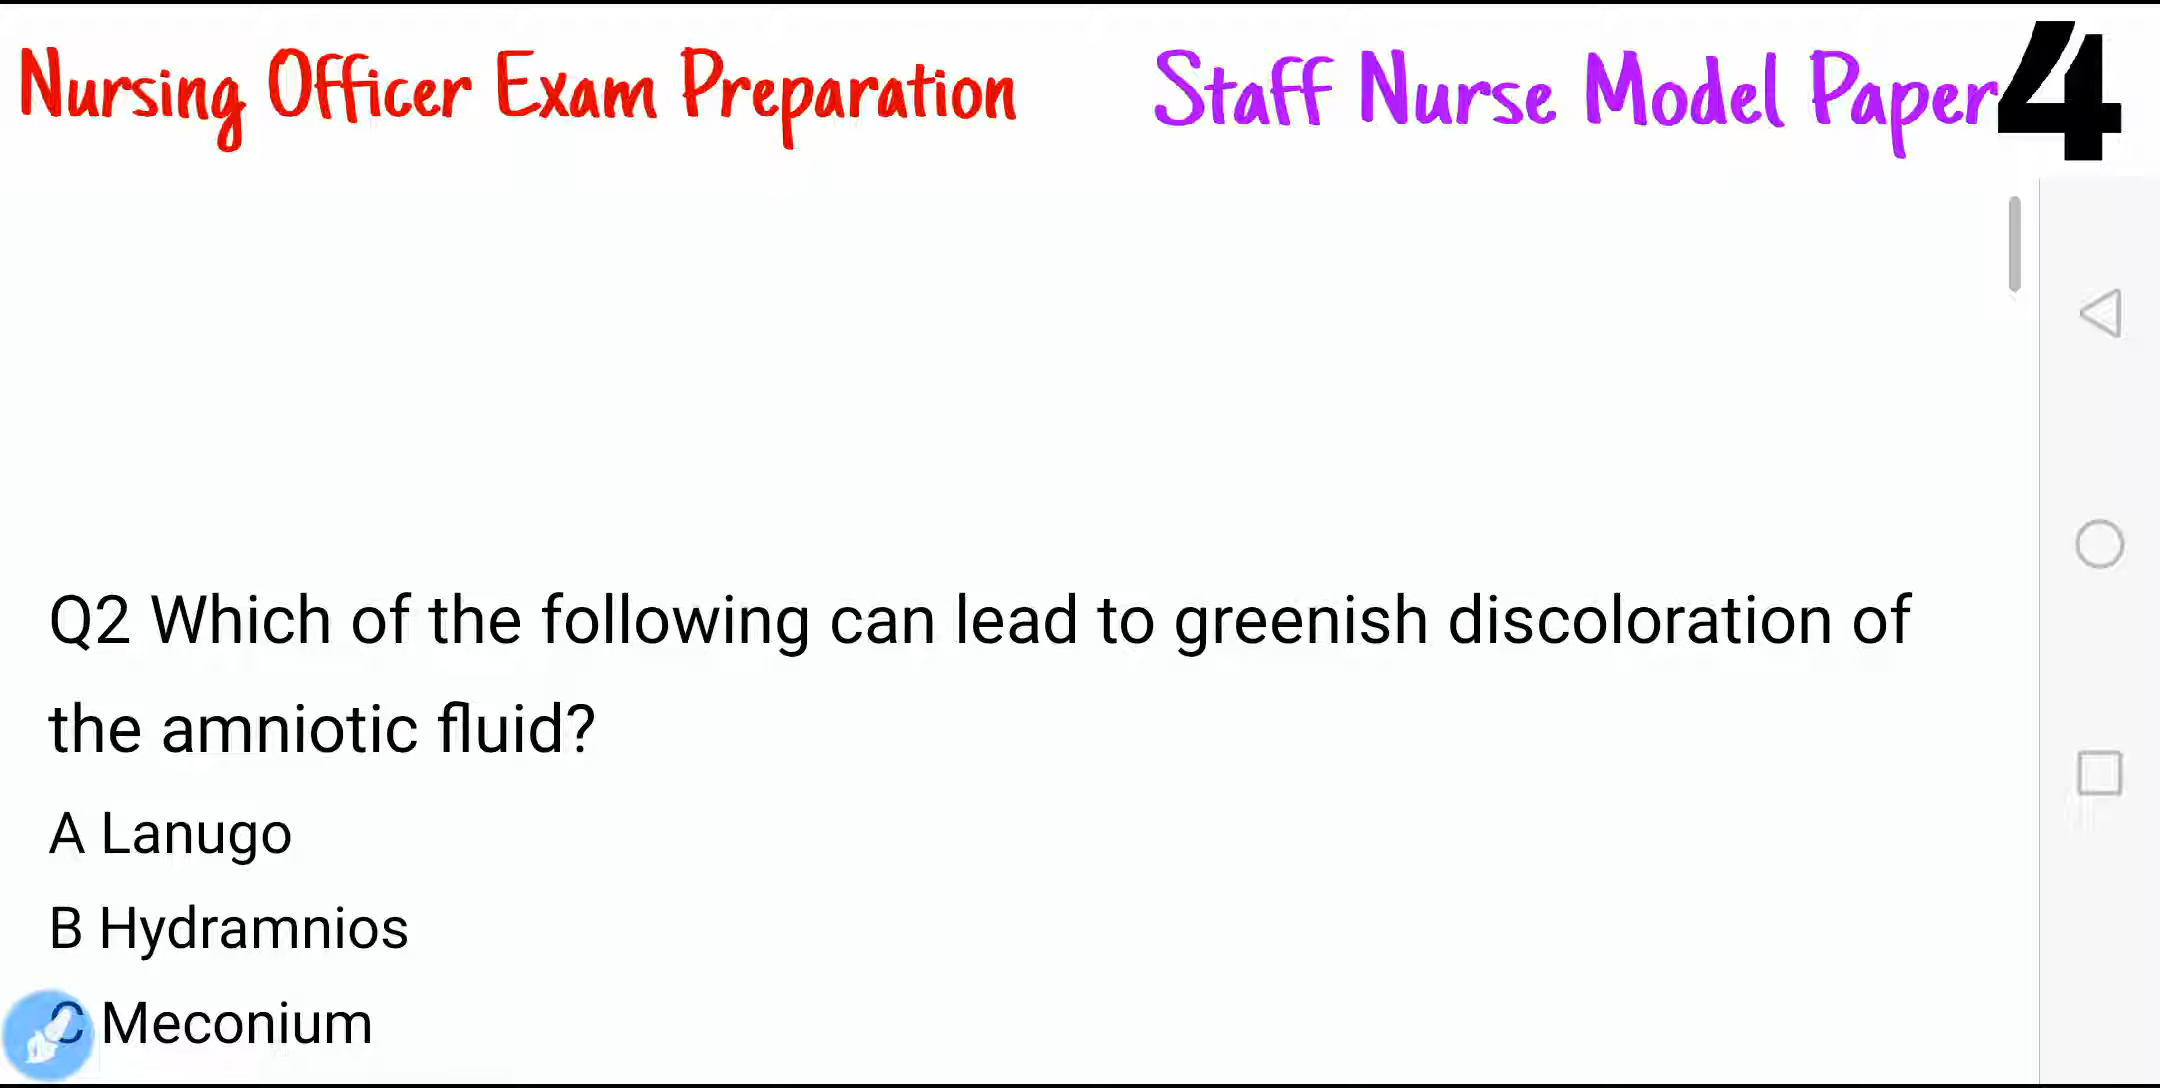 Nursing Officer Exam Preparation Staff Nurse Model Paper 4
Q2 Which of the following can lead to greenish discoloration of
the amniotic fluid?
A Lanugo
B Hydramnios
C Meconium